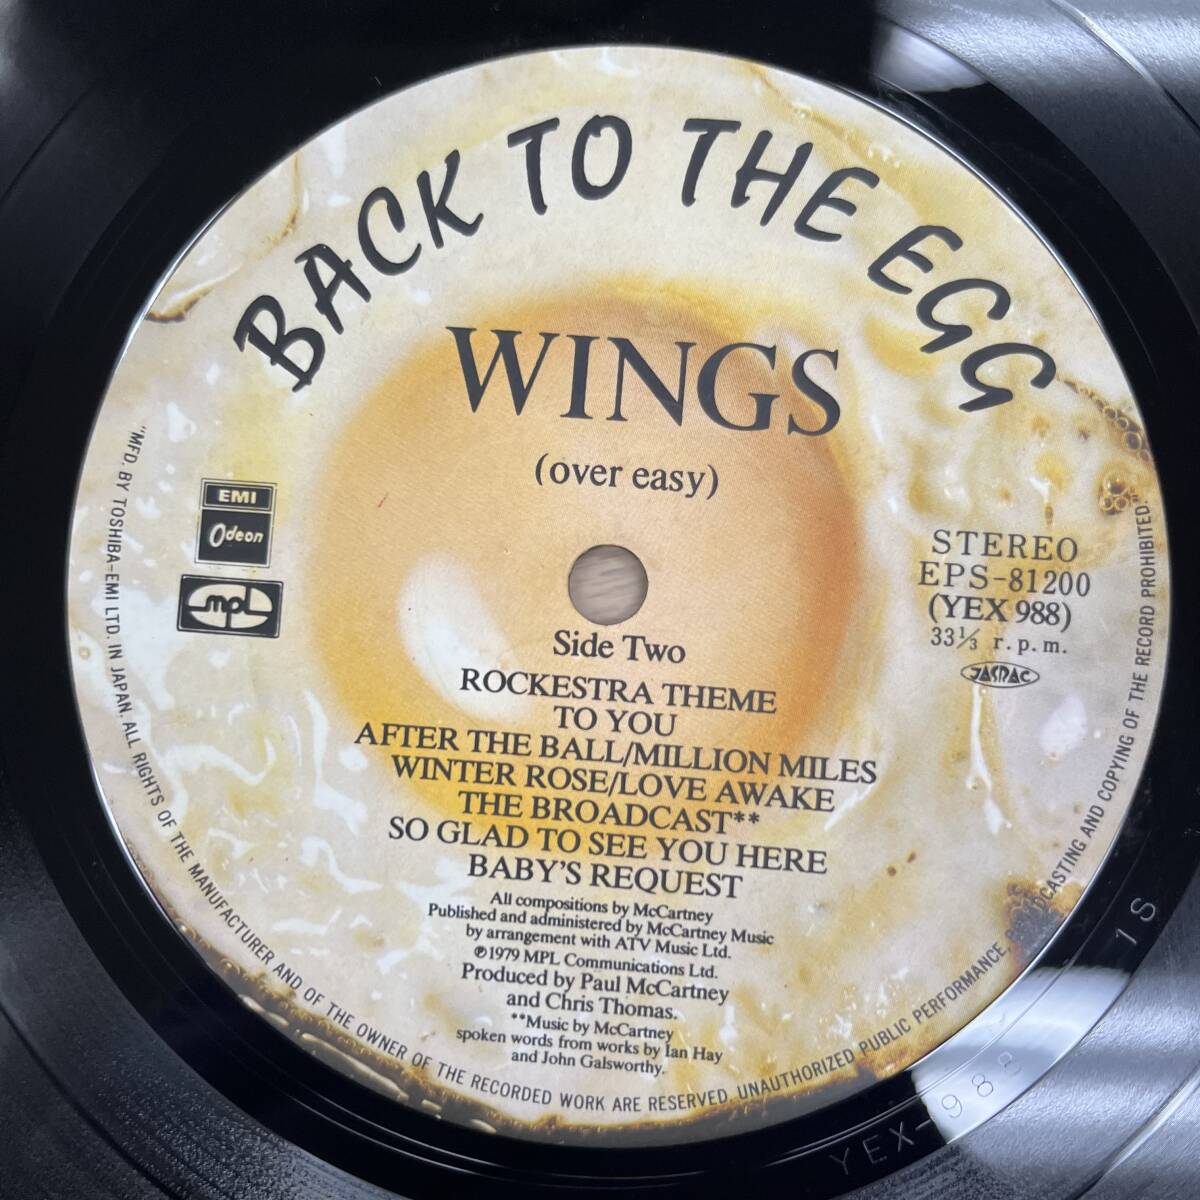 BACK TO THE EGG
WINGS
(over easy)
EMI
Odeon
mpl
STEREO
EPS-81200
(YEX 988)
33⅓ r.p.m.
JASRAC
Side Two
ROCKESTRA THEME
TO YOU
AFTER THE BALL/MILLION MILES
WINTER ROSE/LOVE AWAKE
THE BROADCAST**
SO GLAD TO SEE YOU HERE
BABY'S REQUEST
All compositions by McCartney
Published and administered by McCartney Music
by arrangement with ATV Music Ltd.
℗1979 MPL Communications Ltd.
Produced by Paul McCartney
and Chris Thomas.
**Music by McCartney
spoken words from works by Ian Hay
and John Galsworthy.
"MFD. BY TOSHIBA-EMI LTD. IN JAPAN. ALL RIGHTS OF THE MANUFACTURER AND OF THE OWNER OF THE RECORDED WORK ARE RESERVED. UNAUTHORIZED PUBLIC PERFORMANCE, BROADCASTING AND COPYING OF THE RECORD PROHIBITED."
YEX-988 1S